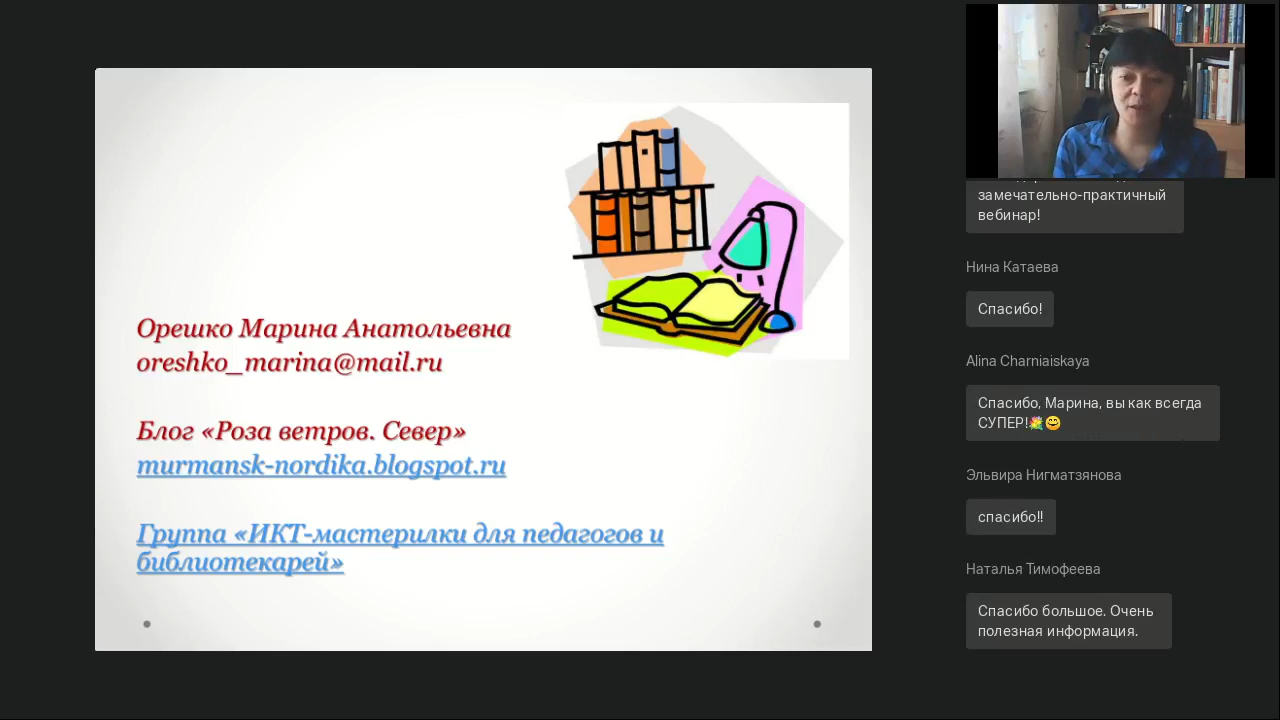 Орешко Марина Анатольевна
oreshko_marina@mail.ru
Блог «Роза ветров. Север»
murmansk-nordika.blogspot.ru
Группа «ИКТ-мастерилки для педагогов и
библиотекарей»
замечательно-практичный
вебинар!
Нина Катаева
Спасибо!
Alina Charniaiskaya
Спасибо, Марина, вы как всегда
СУПЕР!💐😊
Эльвира Нигматзянова
спасибо!!
Наталья Тимофеева
Спасибо большое. Очень
полезная информация.